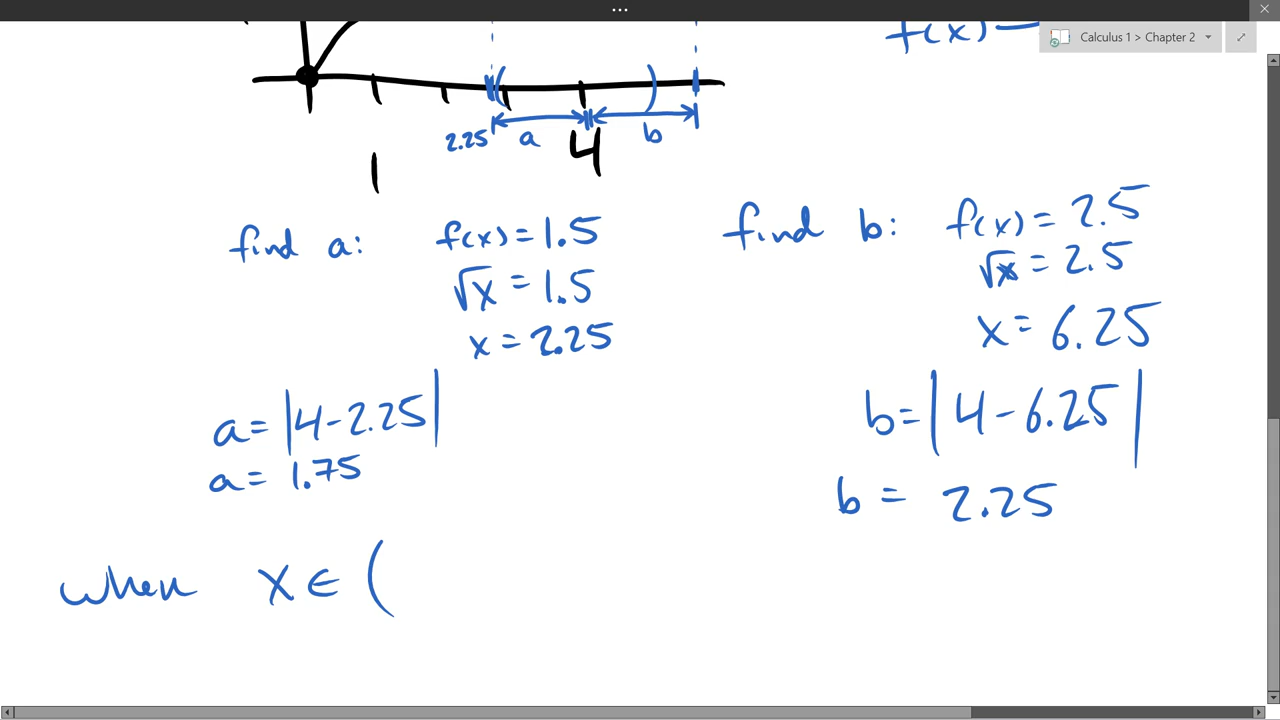 Calculus 1 > Chapter 2
f(x)
2.25 a 4 b
1
find a: f(x) = 1.5
√x = 1.5
x = 2.25
a = |4 - 2.25|
a = 1.75
find b: f(x) = 2.5
√x = 2.5
x = 6.25
b = |4 - 6.25|
b = 2.25
when x ∈ (